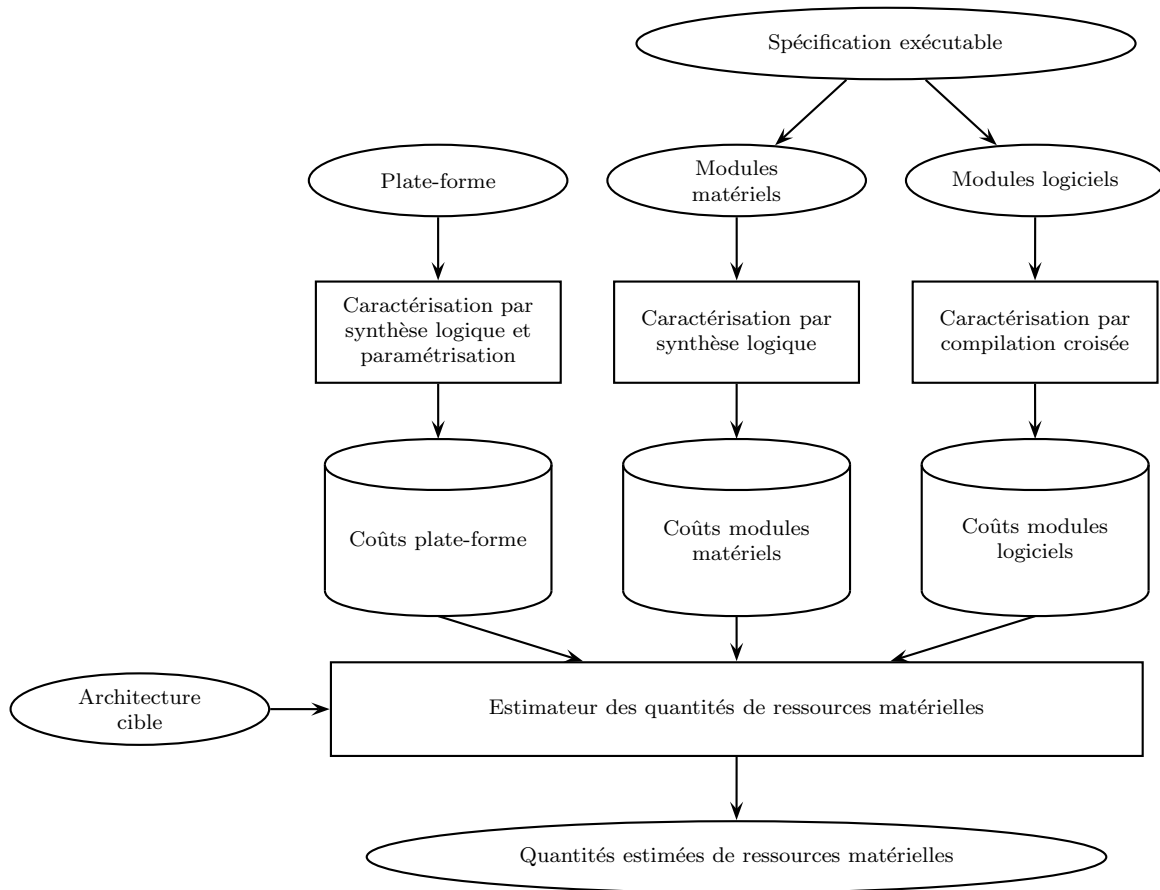 Spécification exécutable
Plate-forme
Modules
matériels
Modules logiciels
Caractérisation par
synthèse logique et
paramétrisation
Caractérisation par
synthèse logique
Caractérisation par
compilation croisée
Coûts plate-forme
Coûts modules
matériels
Coûts modules
logiciels
Architecture
cible
Estimateur des quantités de ressources matérielles
Quantités estimées de ressources matérielles